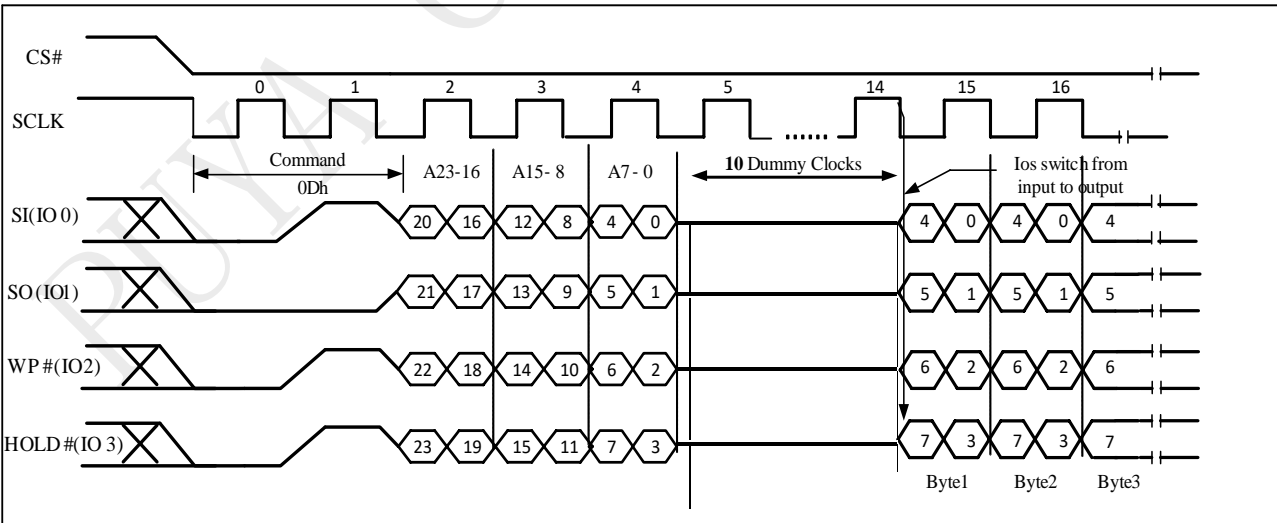 PUYA
CS#
0 1 2 3 4 5 14 15 16
SCLK
......
Command
0Dh
A23-16 A15- 8 A7- 0
10 Dummy Clocks
Ios switch from
input to output
SI(IO 0) 20 16 12 8 4 0 4 0 4 0 4
SO(IO1) 21 17 13 9 5 1 5 1 5 1 5
WP #(IO2) 22 18 14 10 6 2 6 2 6 2 6
HOLD #(IO 3) 23 19 15 11 7 3 7 3 7 3 7
Byte1 Byte2 Byte3